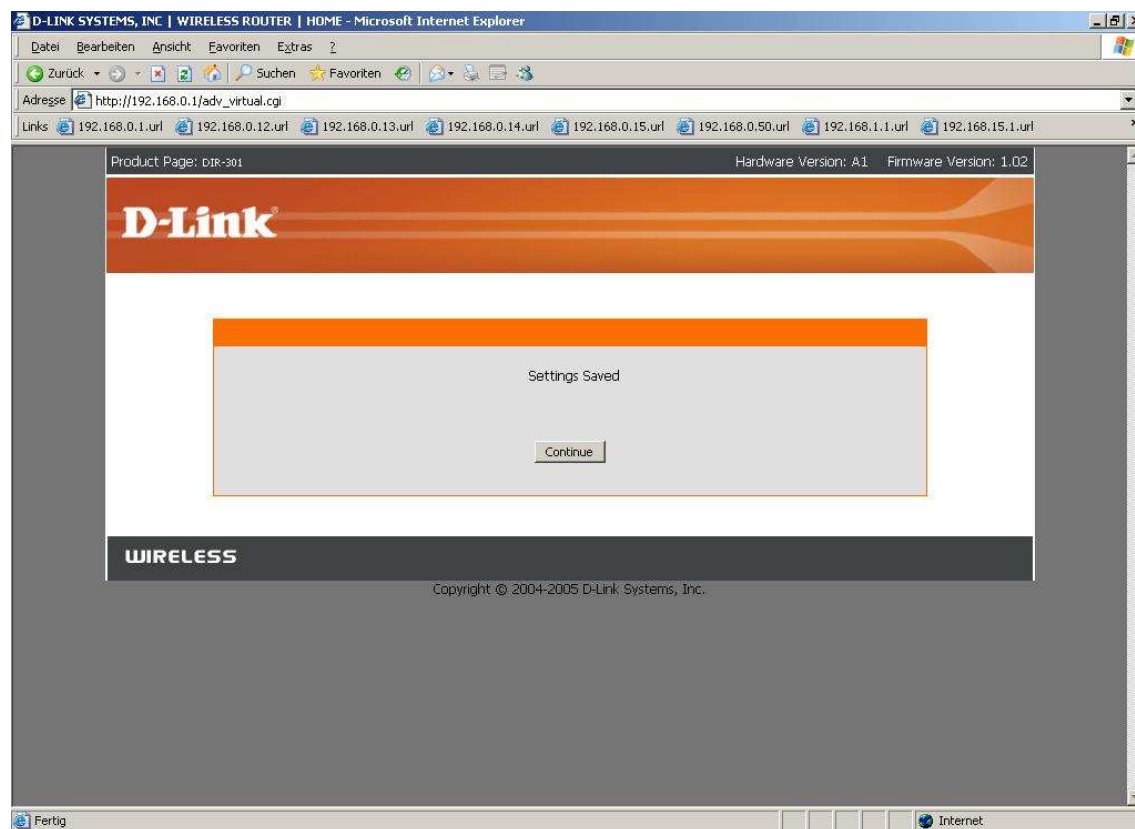 D-LINK SYSTEMS, INC | WIRELESS ROUTER | HOME - Microsoft Internet Explorer
Datei Bearbeiten Ansicht Favoriten Extras ?
Zurück Suchen Favoriten
Adresse http://192.168.0.1/adv_virtual.cgi
Links 192.168.0.1.url 192.168.0.12.url 192.168.0.13.url 192.168.0.14.url 192.168.0.15.url 192.168.0.50.url 192.168.1.1.url 192.168.15.1.url
Product Page: DIR-301 Hardware Version: A1 Firmware Version: 1.02
D-Link®
Settings Saved
Continue
WIRELESS
Copyright © 2004-2005 D-Link Systems, Inc.
Fertig Internet